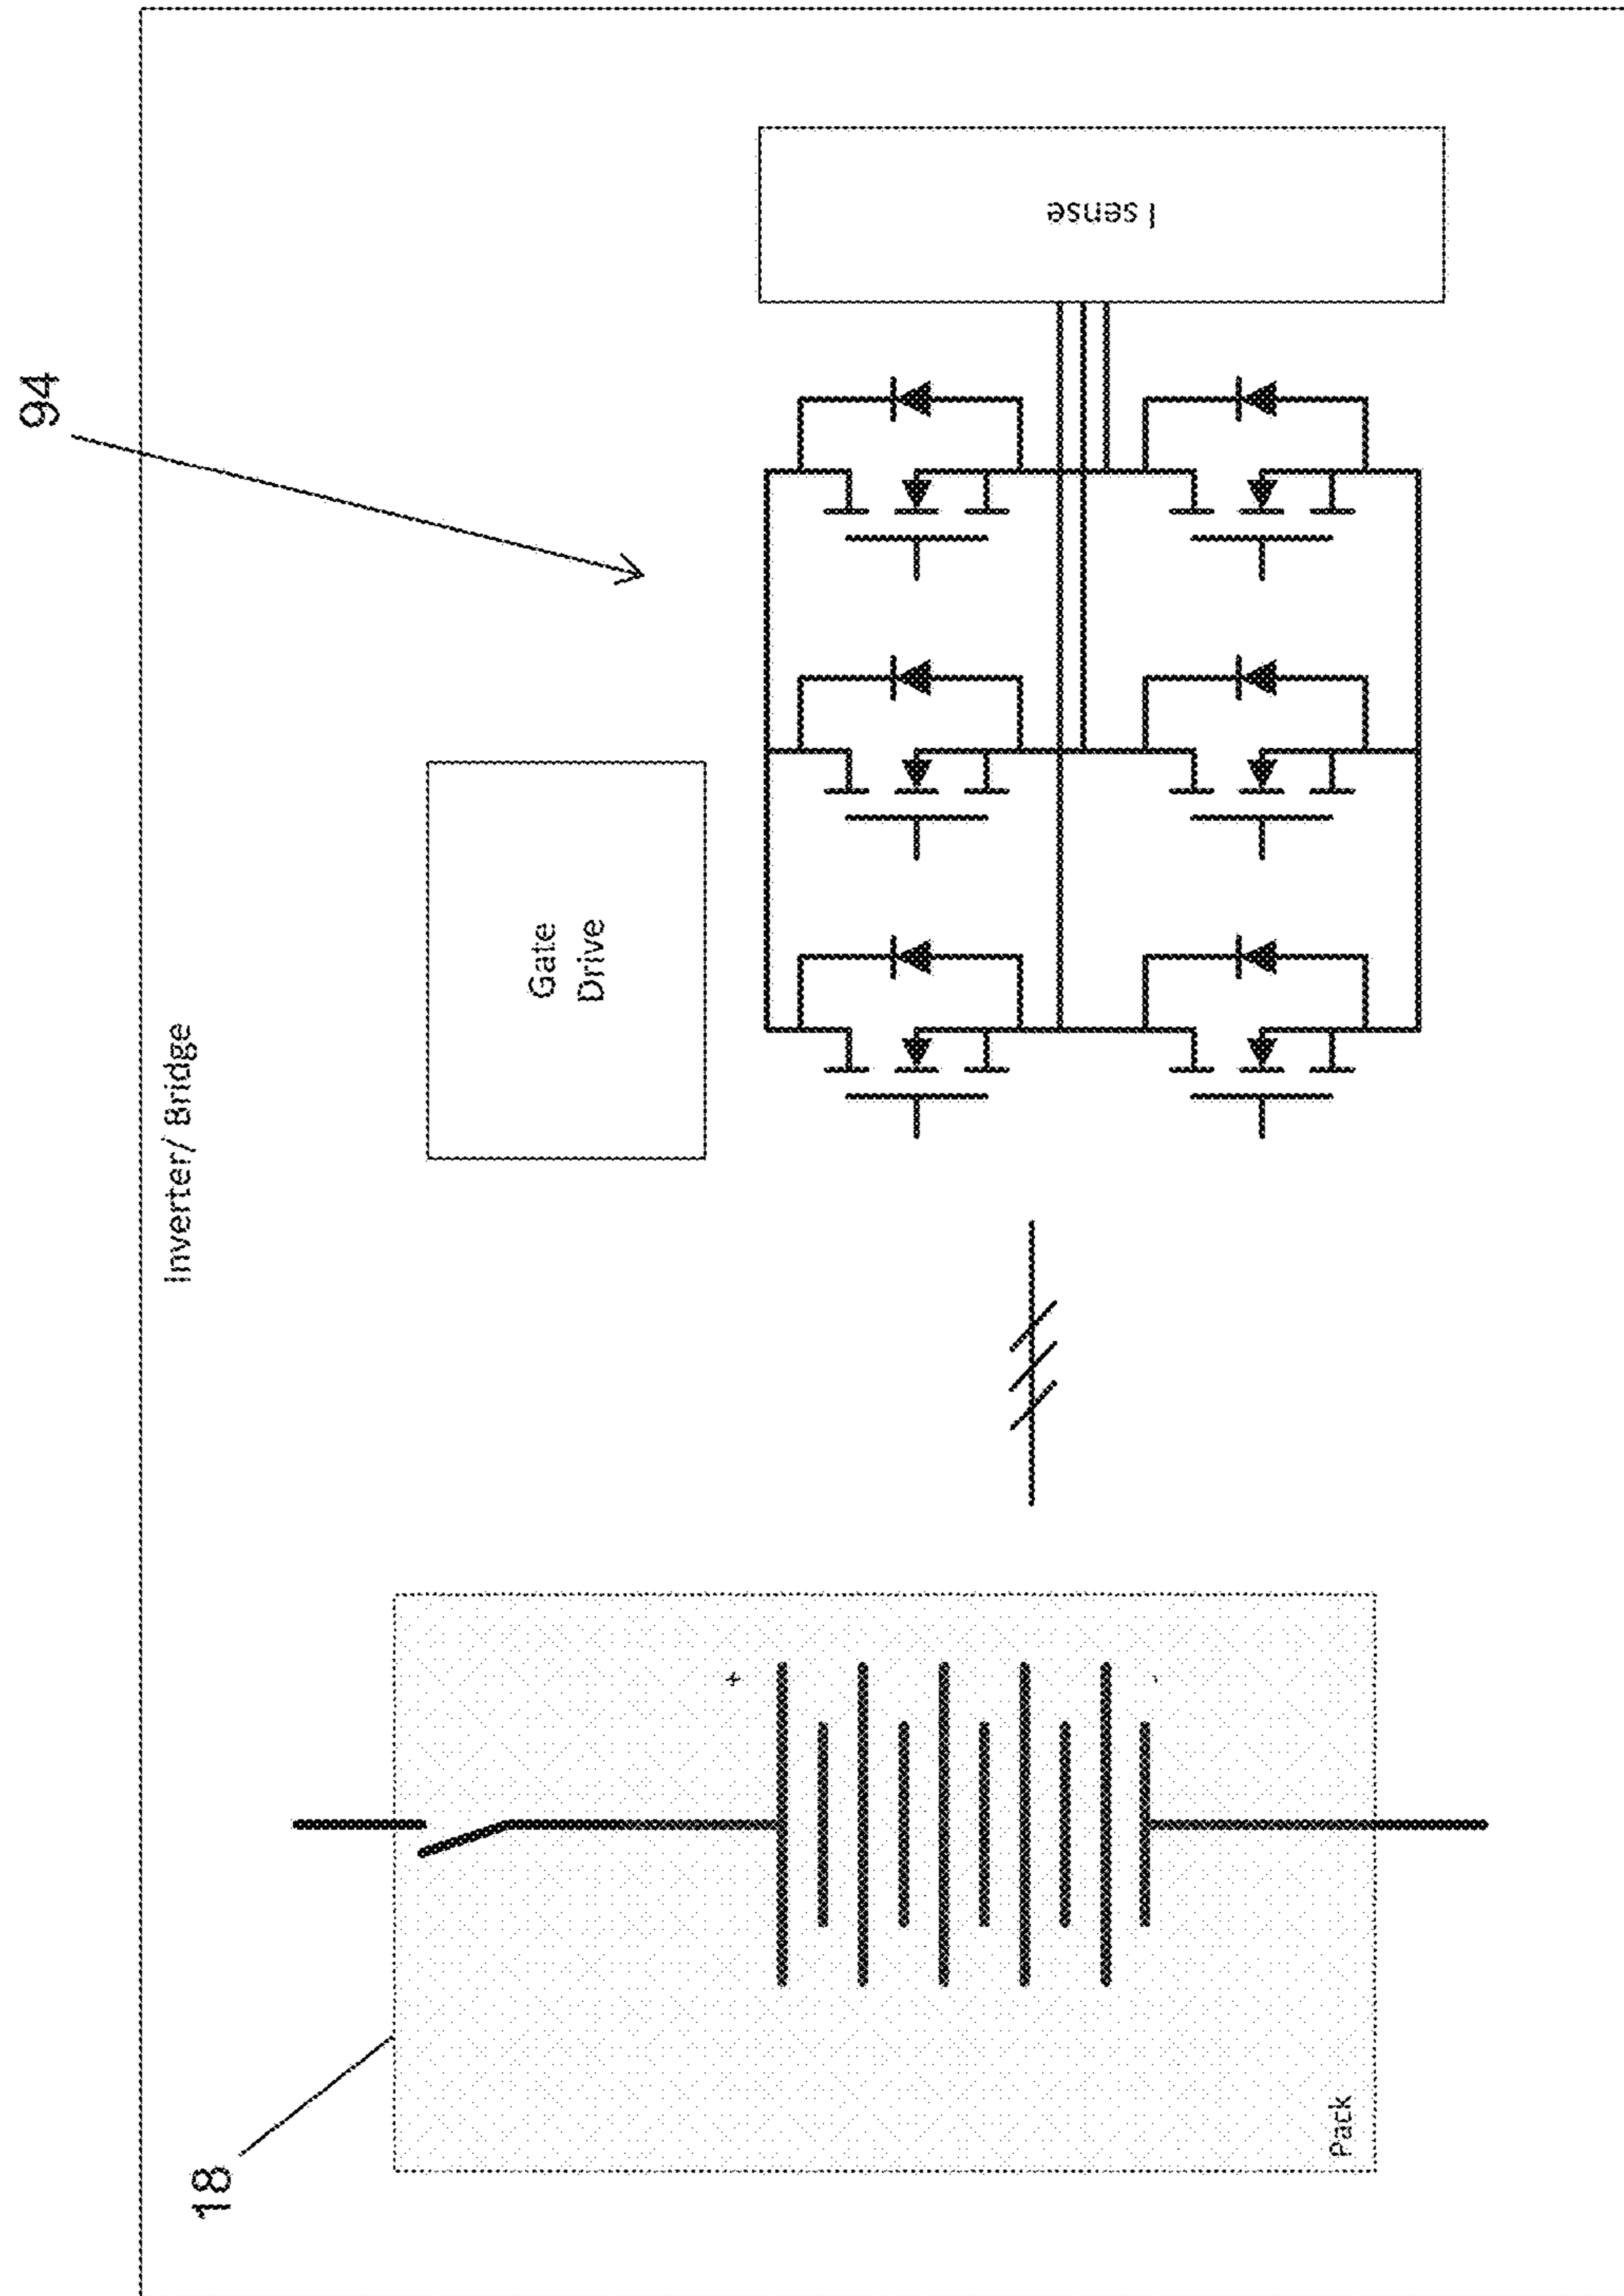 94
Inverter/ Bridge
I sense
Gate
Drive
+
18
Pack